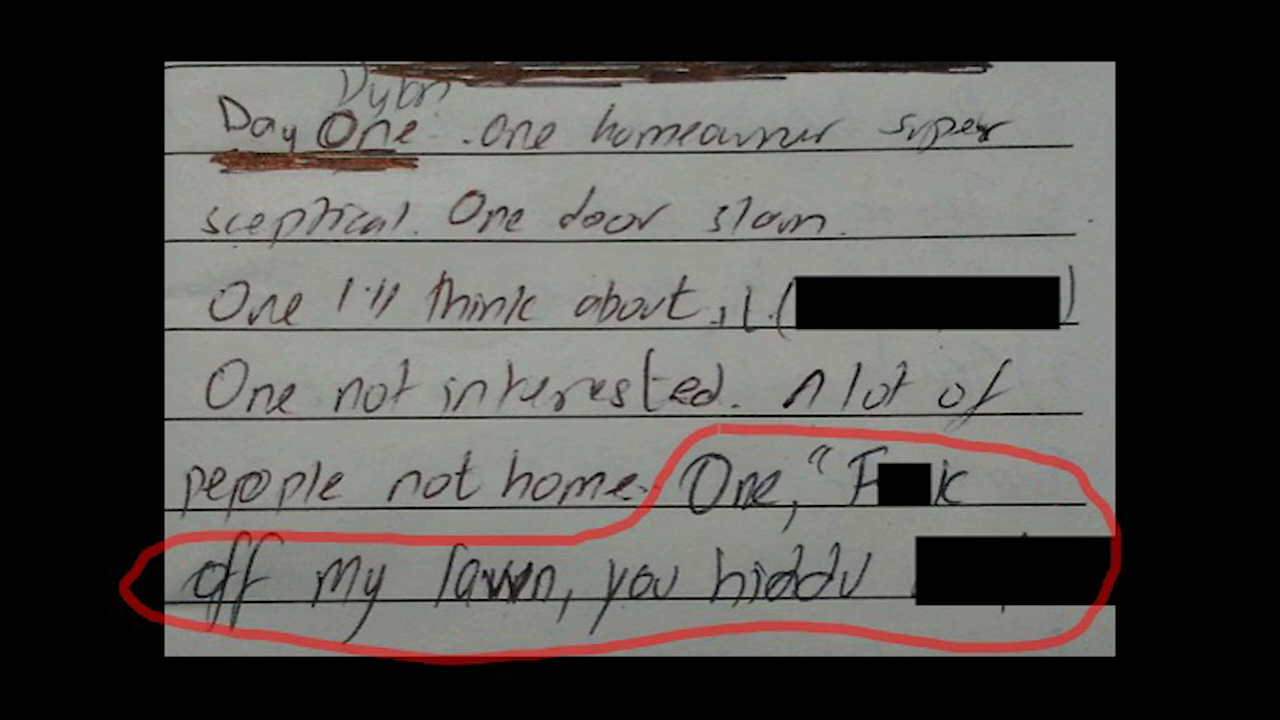 Dylan
Day One. One homeowner super
sceptical. One door slam.
One I'll think about it. (
)
One not interested. A lot of
people not home. One, "F
k
off my lawn, you